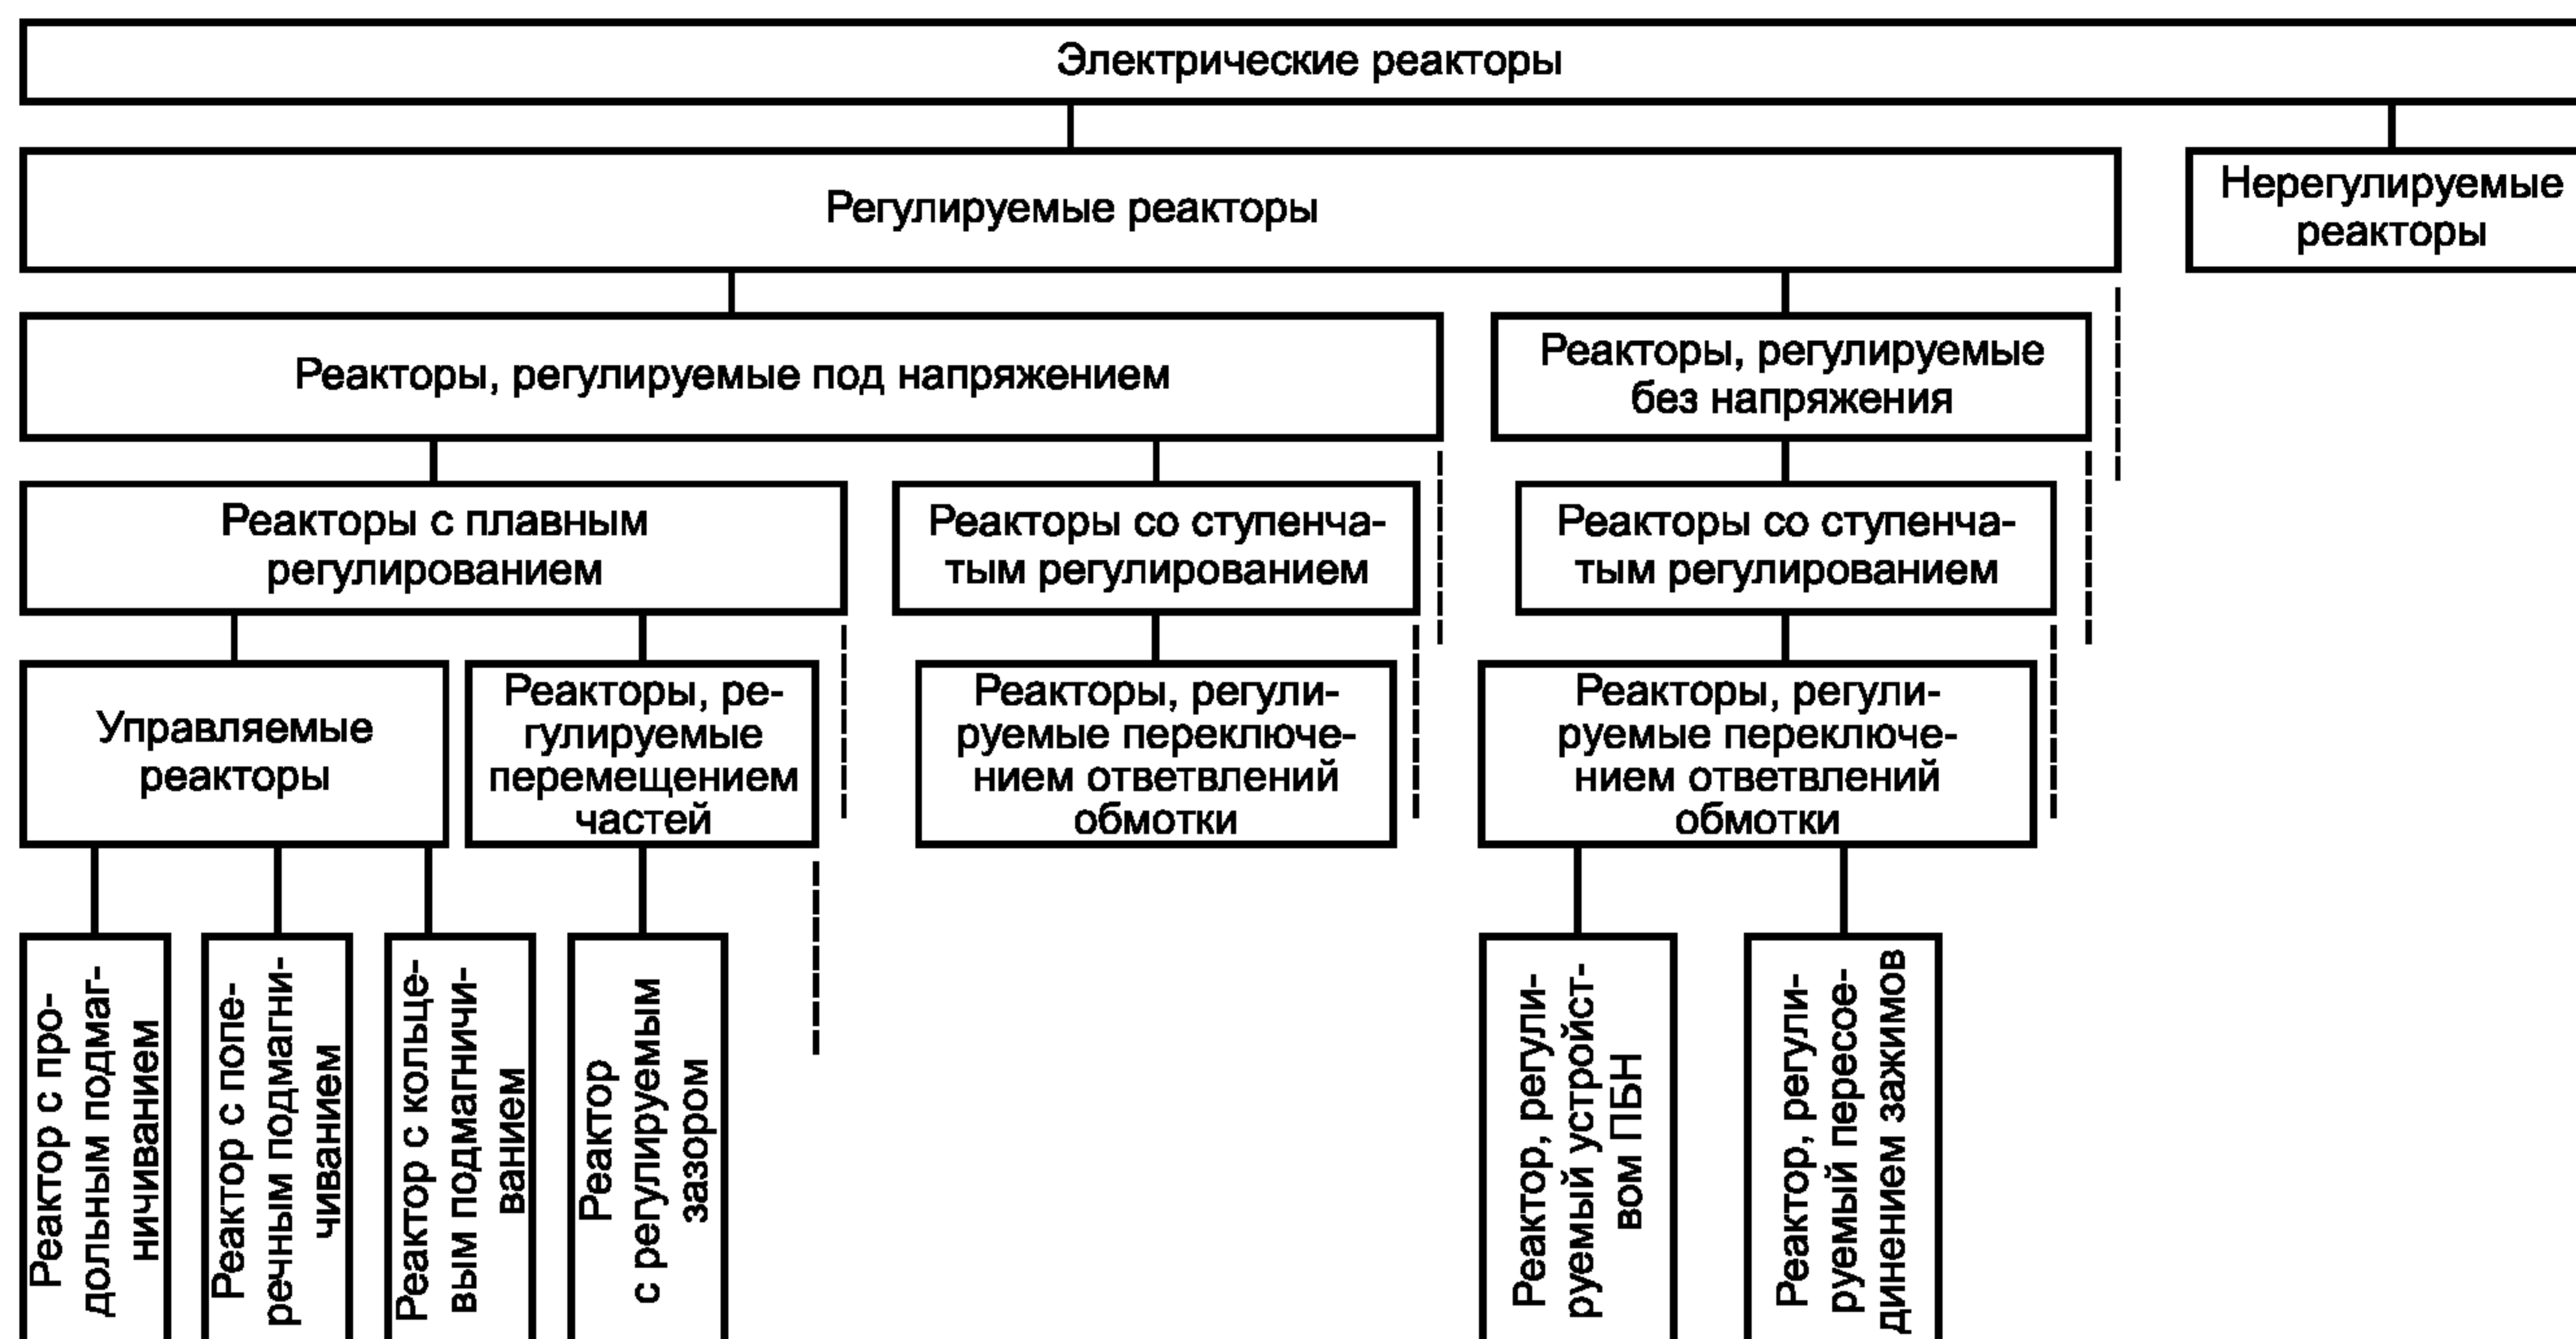 Электрические реакторы
Регулируемые реакторы
Нерегулируемые
реакторы
Реакторы, регулируемые под напряжением
Реакторы, регулируемые
без напряжения
Реакторы с плавным
регулированием
Реакторы со ступенча-
тым регулированием
Реакторы со ступенча-
тым регулированием
Управляемые
реакторы
Реакторы, ре-
гулируемые
перемещением
частей
Реакторы, регули-
руемые переключе-
нием ответвлений
обмотки
Реакторы, регули-
руемые переключе-
нием ответвлений
обмотки
Реактор с про-
дольным подмаг-
ничиванием
Реактор с попе-
речным подмагни-
чиванием
Реактор с кольце-
вым подмагничи-
ванием
Реактор
с регулируемым
зазором
Реактор, регули-
руемый устройст-
вом ПБН
Реактор, регули-
руемый пересое-
динением зажимов